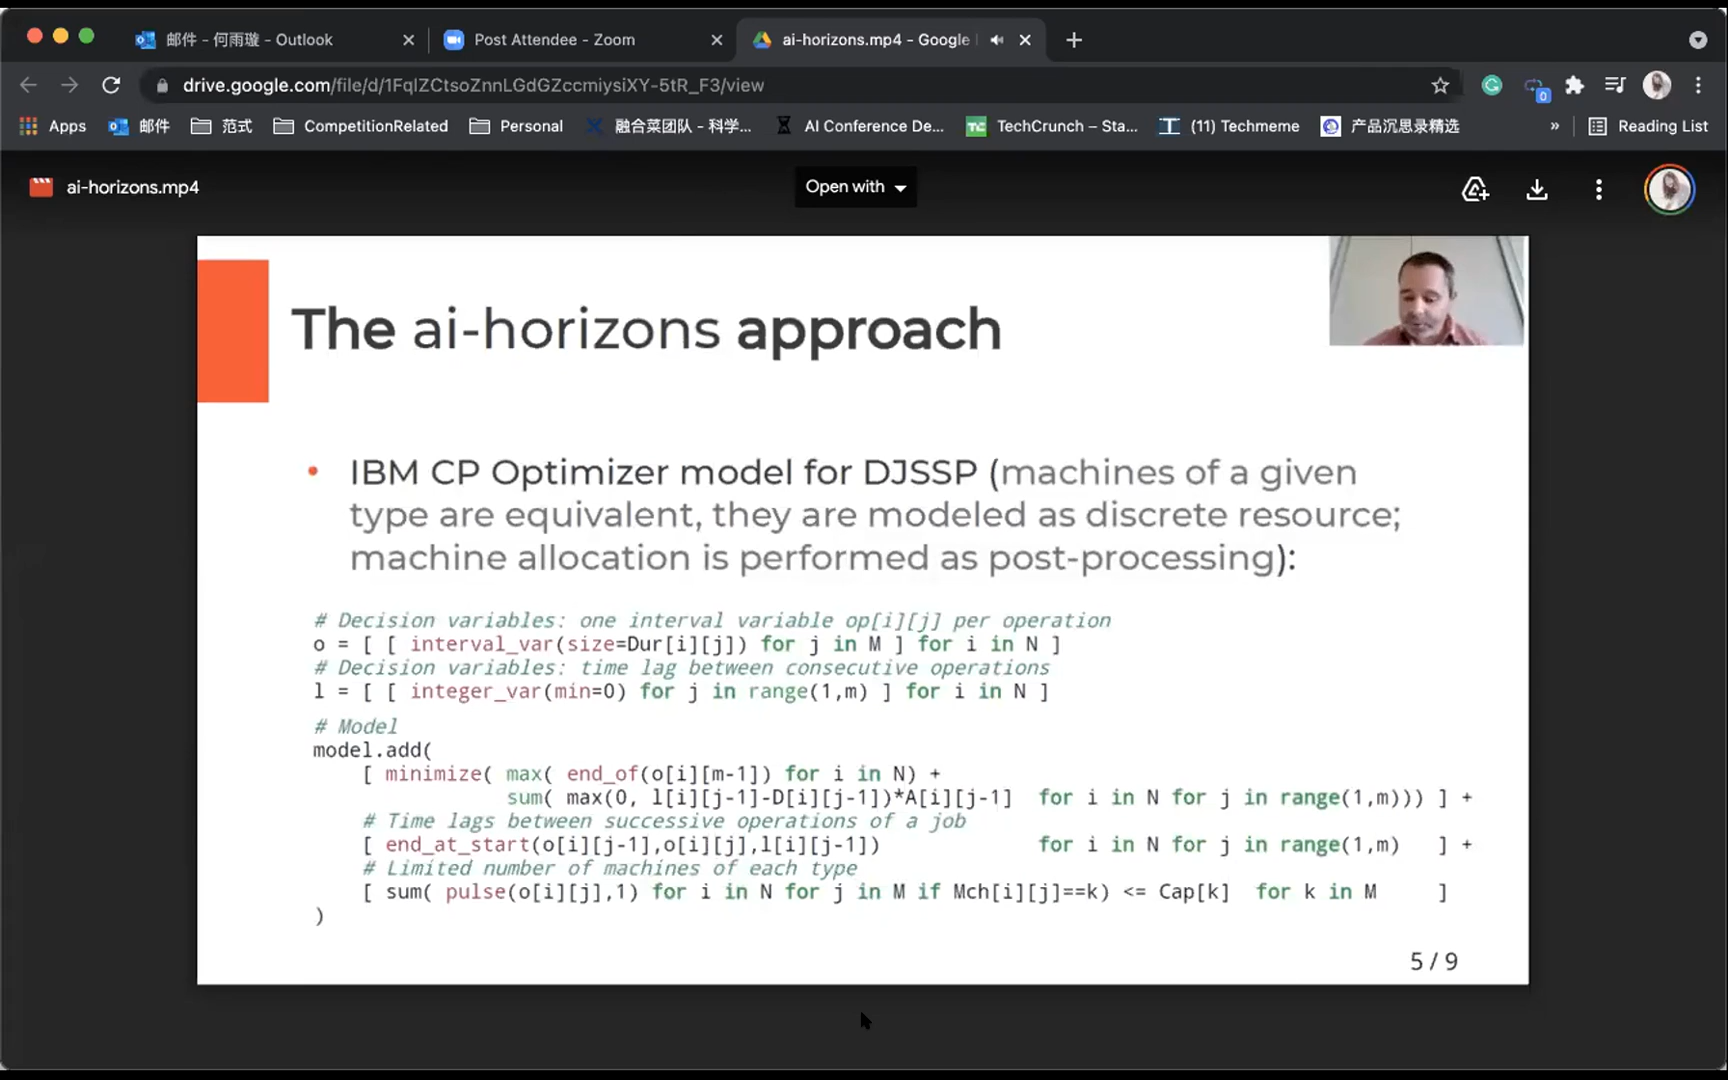 邮件 - 何雨璇 - Outlook
Post Attendee - Zoom
ai-horizons.mp4 - Google
drive.google.com/file/d/1FqlZCtsoZnnLGdGZccmiysiXY-5tR_F3/view
0
Apps
邮件
范式
CompetitionRelated
Personal
融合菜团队 - 科学...
AI Conference De...
TC
TechCrunch – Sta...
(11) Techmeme
产品沉思录精选
»
Reading List
ai-horizons.mp4
Open with
The ai-horizons approach
• IBM CP Optimizer model for DJSSP (machines of a given
type are equivalent, they are modeled as discrete resource;
machine allocation is performed as post-processing):
# Decision variables: one interval variable op[i][j] per operation
o = [ [ interval_var(size=Dur[i][j]) for j in M ] for i in N ]
# Decision variables: time lag between consecutive operations
l = [ [ integer_var(min=0) for j in range(1,m) ] for i in N ]
# Model
model.add(
[ minimize( max( end_of(o[i][m-1]) for i in N) +
sum( max(0, l[i][j-1]-D[i][j-1])*A[i][j-1] for i in N for j in range(1,m))) ] +
# Time lags between successive operations of a job
[ end_at_start(o[i][j-1],o[i][j],l[i][j-1]) for i in N for j in range(1,m) ] +
# Limited number of machines of each type
[ sum( pulse(o[i][j],1) for i in N for j in M if Mch[i][j]==k) <= Cap[k] for k in M ]
)
5 / 9